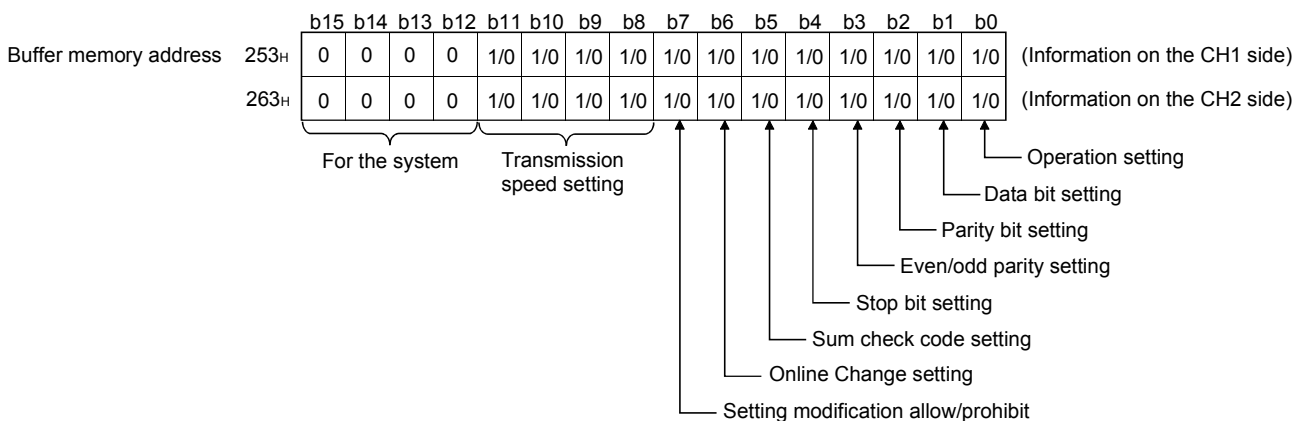 b15 b14 b13 b12 b11 b10 b9 b8 b7 b6 b5 b4 b3 b2 b1 b0
Buffer memory address 253H 0 0 0 0 1/0 1/0 1/0 1/0 1/0 1/0 1/0 1/0 1/0 1/0 1/0 1/0 (Information on the CH1 side)
263H 0 0 0 0 1/0 1/0 1/0 1/0 1/0 1/0 1/0 1/0 1/0 1/0 1/0 1/0 (Information on the CH2 side)
For the system
Transmission
speed setting
Operation setting
Data bit setting
Parity bit setting
Even/odd parity setting
Stop bit setting
Sum check code setting
Online Change setting
Setting modification allow/prohibit